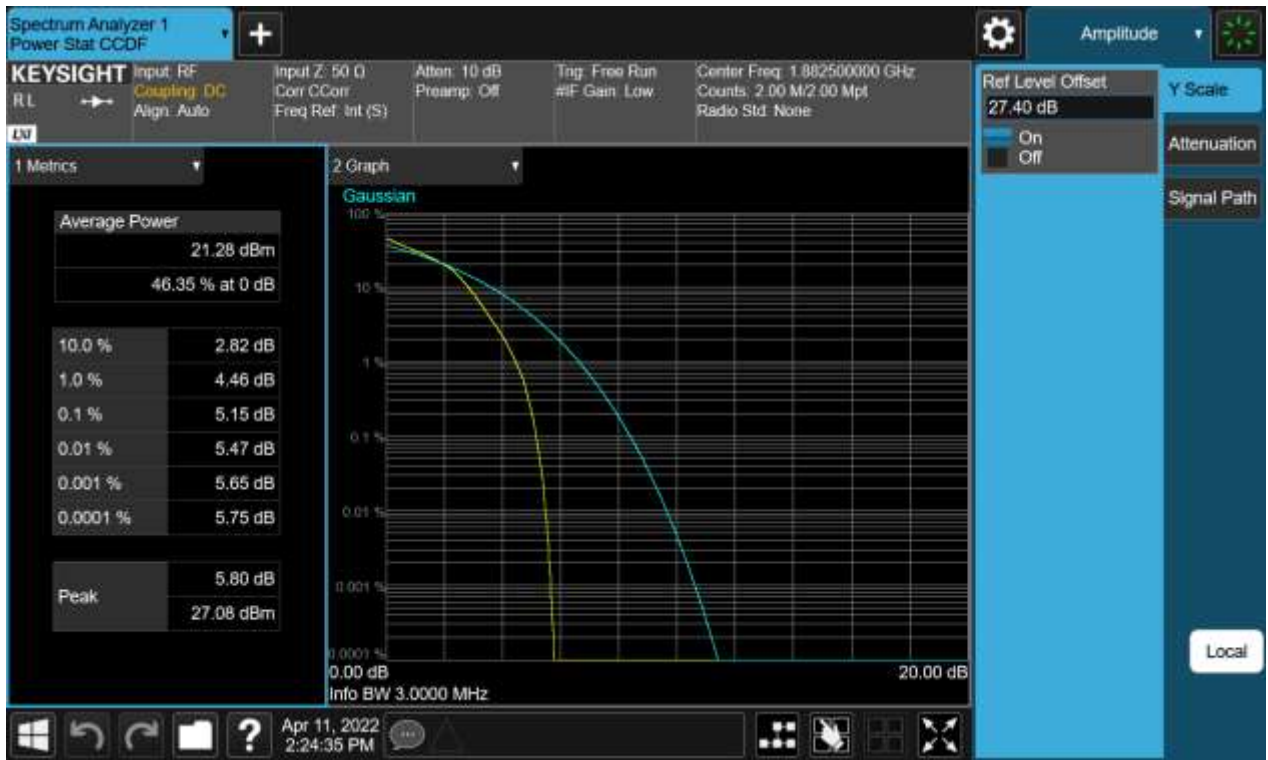 Spectrum Analyzer 1
Power Stat CCDF
+
Amplitude
KEYSIGHT
RL
LXI
Input: RF
Coupling: DC
Align: Auto
Input Z: 50 Ω
Corr CCorr
Freq Ref: Int (S)
Atten: 10 dB
Preamp: Off
Trig: Free Run
#IF Gain: Low
Center Freq: 1.882500000 GHz
Counts: 2.00 M/2.00 Mpt
Radio Std: None
Ref Level Offset
27.40 dB
On
Off
Y Scale
Attenuation
Signal Path
Local
1 Metrics
Average Power
21.28 dBm
46.35 % at 0 dB
10.0 % 2.82 dB
1.0 % 4.46 dB
0.1 % 5.15 dB
0.01 % 5.47 dB
0.001 % 5.65 dB
0.0001 % 5.75 dB
Peak
5.80 dB
27.08 dBm
2 Graph
Gaussian
100 %
10 %
1 %
0.1 %
0.01 %
0.001 %
0.0001 %
0.00 dB 20.00 dB
Info BW 3.0000 MHz
?
Apr 11, 2022
2:24:35 PM